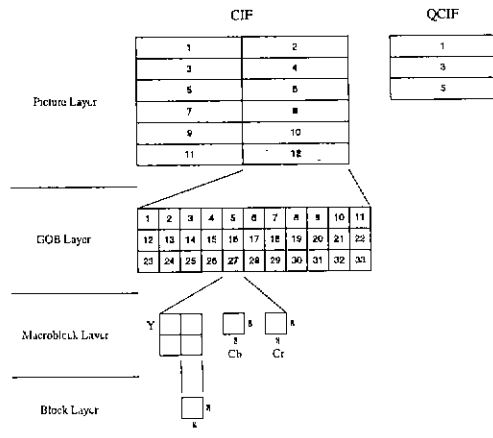 CIF QCIF
1 2 1
3 4 3
5 6 5
Picture Layer
7 8
9 10
11 12
1 2 3 4 5 6 7 8 9 10 11
GOB Layer 12 13 14 15 16 17 18 19 20 21 22
23 24 25 26 27 28 29 30 31 32 33
Y 8 8
Macroblock Layer
8 8
Cb Cr
Block Layer 8
8